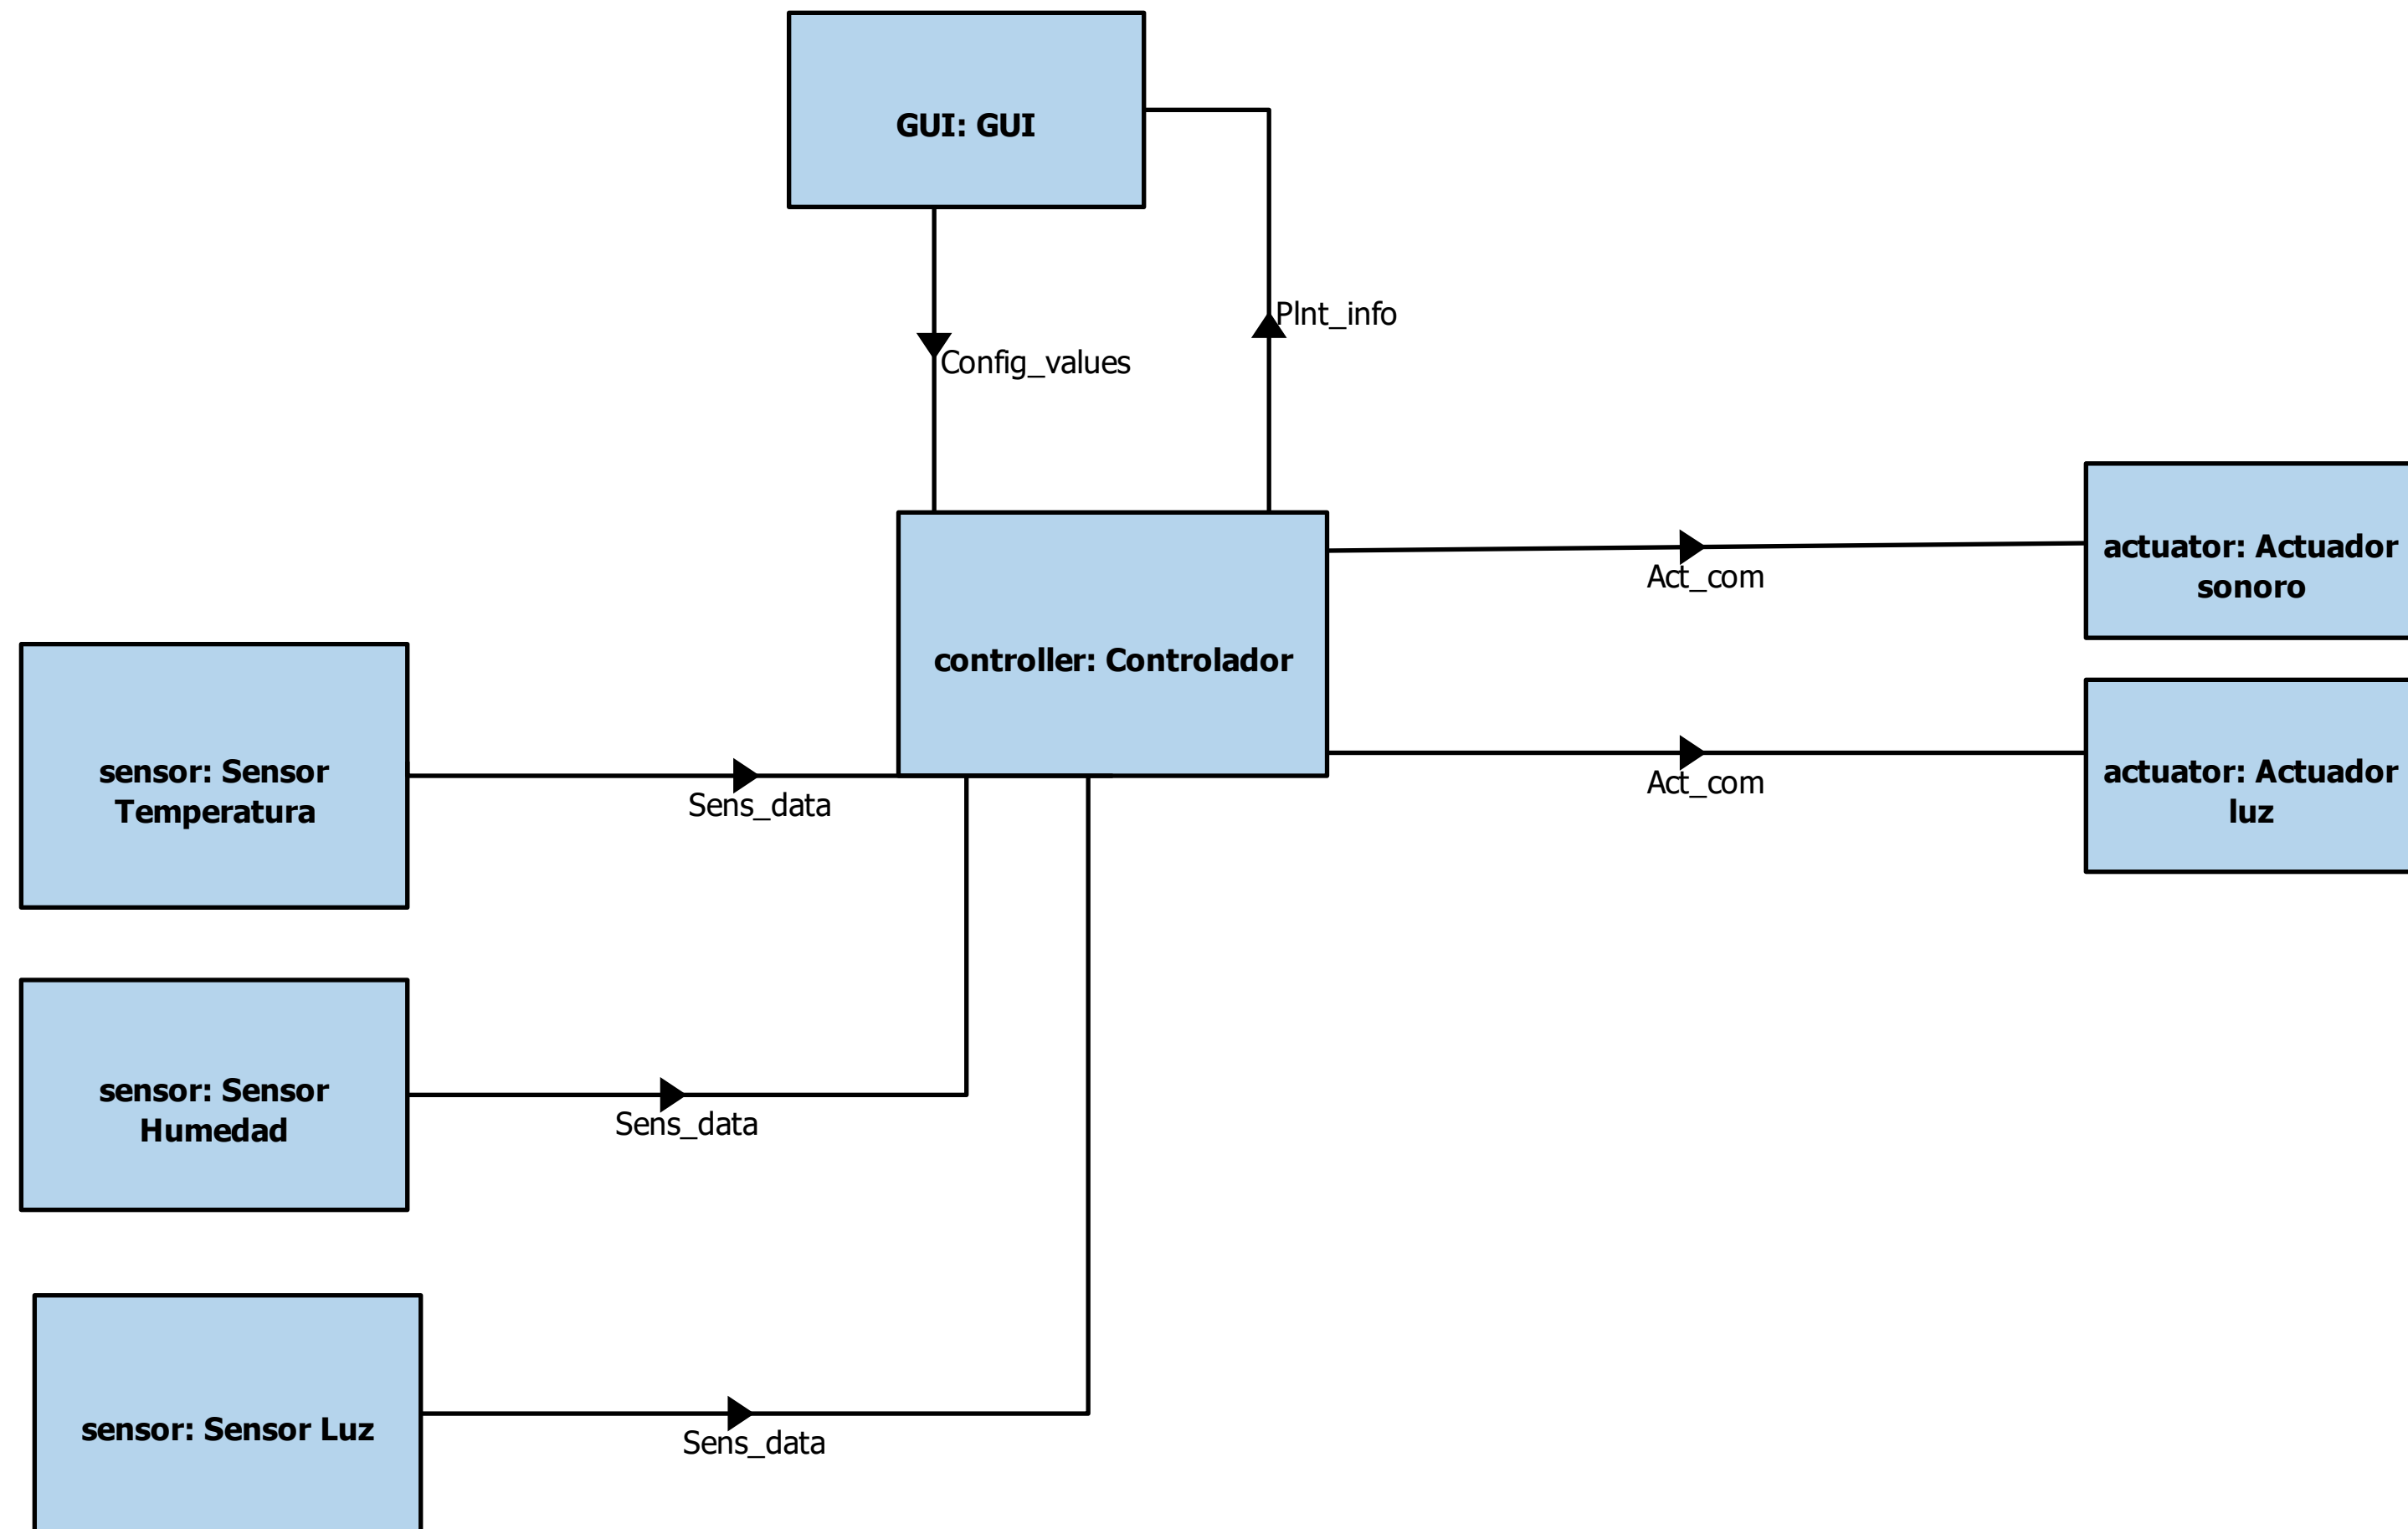 GUI: GUI
Plnt_info
Config_values
actuator: Actuador
sonoro
Act_com
controller: Controlador
sensor: Sensor
Temperatura
Sens_data
Act_com
actuator: Actuador
luz
sensor: Sensor
Humedad
Sens_data
sensor: Sensor Luz
Sens_data